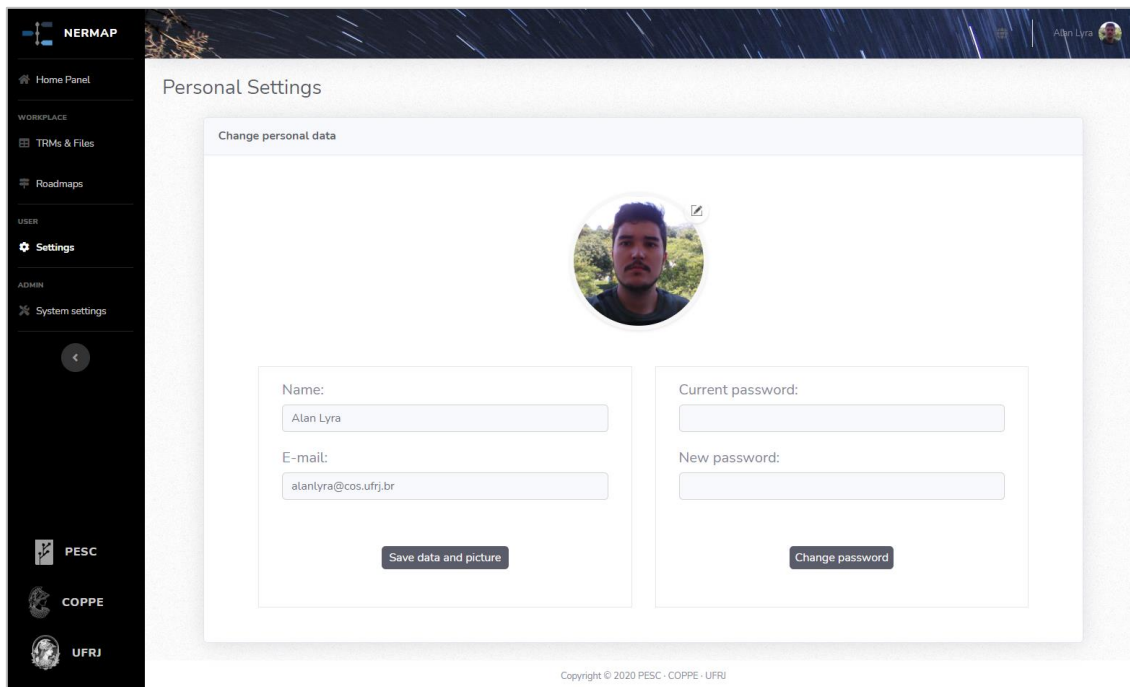 NERMAP
Alan Lyra
Home Panel
WORKPLACE
TRMs & Files
Roadmaps
USER
Settings
ADMIN
System settings
PESC
COPPE
UFRJ
Personal Settings
Change personal data
Name:
Alan Lyra
E-mail:
alanlyra@cos.ufrj.br
Save data and picture
Current password:
New password:
Change password
Copyright © 2020 PESC · COPPE · UFRJ